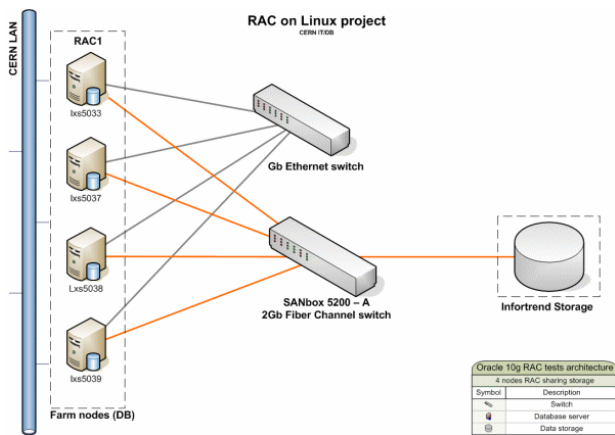 RAC on Linux project
CERN IT/DB
CERN LAN
RAC1
lxs5033
lxs5037
Lxs5038
lxs5039
Farm nodes (DB)
Gb Ethernet switch
SANbox 5200 – A
2Gb Fiber Channel switch
Infortrend Storage
Oracle 10g RAC tests architecture
4 nodes RAC sharing storage
Symbol Description
Switch
Database server
Data storage